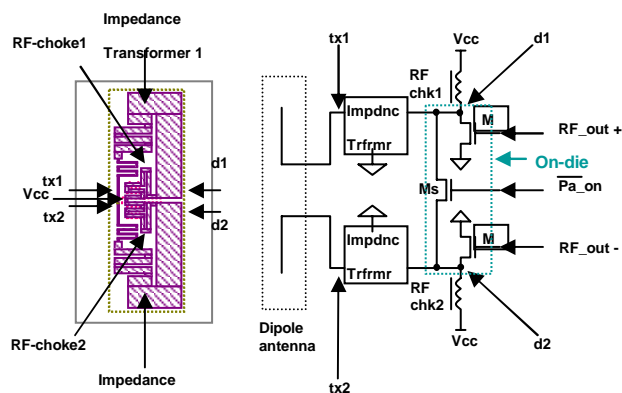 Impedance
Transformer 1
RF-choke1
tx1
Vcc
tx2
d1
d2
RF-choke2
Impedance
tx1
Vcc
d1
RF
chk1
Impdnc
Trfrmr
M
RF_out +
On-die
Ms
Pa_on
Impdnc
Trfrmr
M
RF_out -
RF
chk2
Dipole
antenna
Vcc
d2
tx2